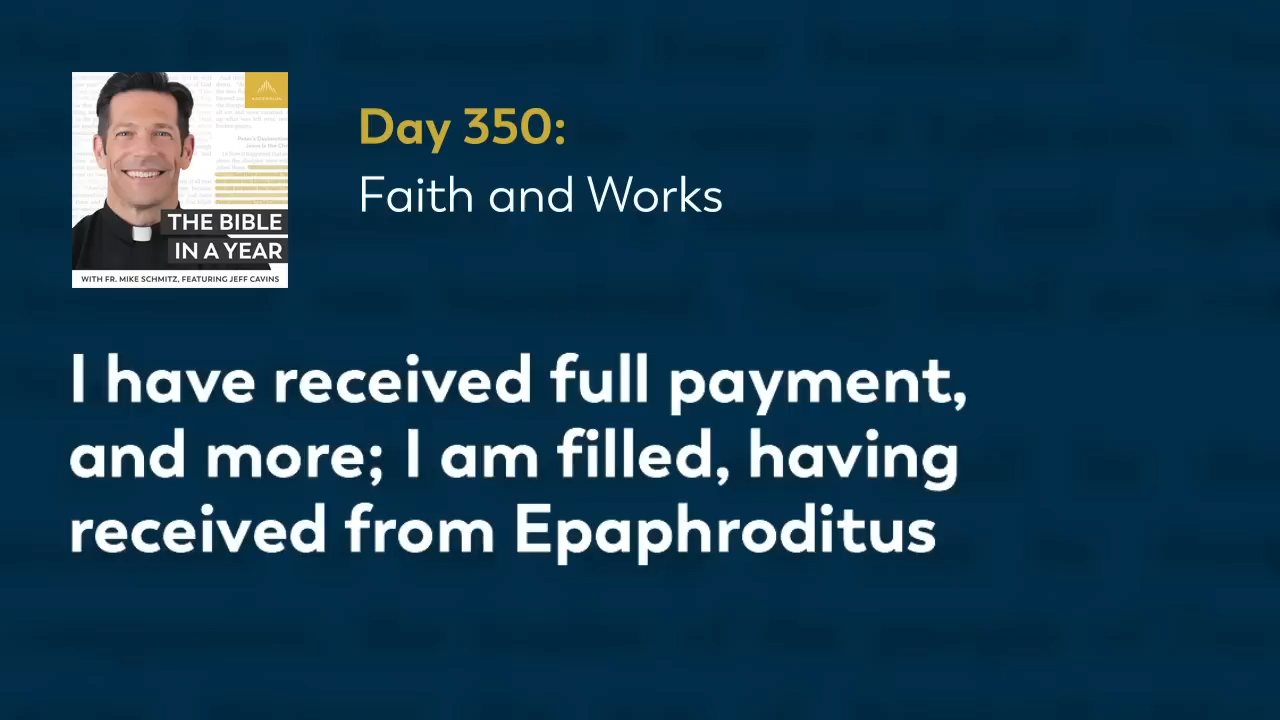 THE BIBLE
IN A YEAR
WITH FR. MIKE SCHMITZ, FEATURING JEFF CAVINS
Day 350:
Faith and Works
I have received full payment,
and more; I am filled, having
received from Epaphroditus